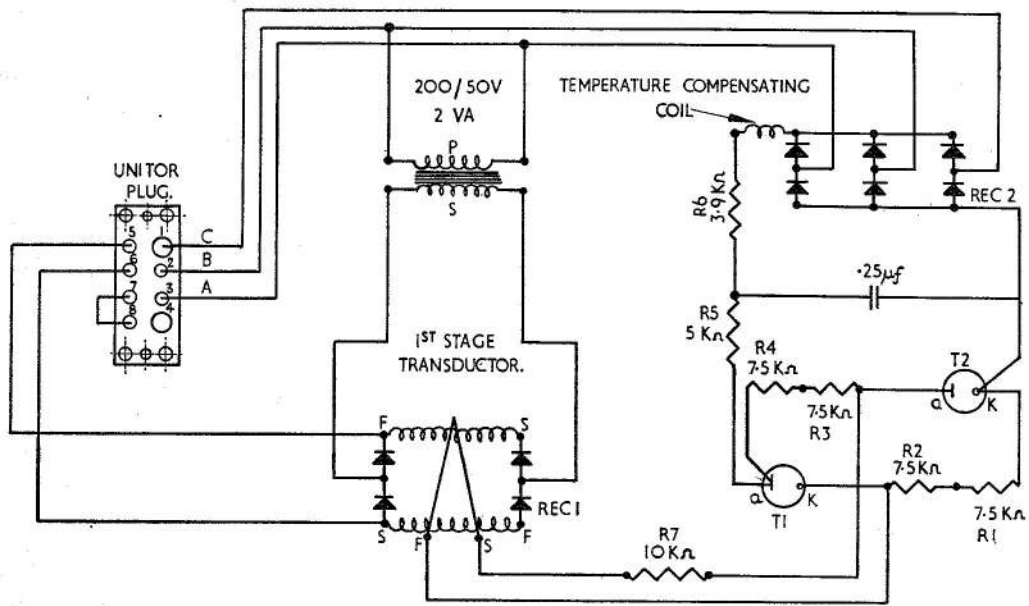 200/50V
2 VA
P
S
TEMPERATURE COMPENSATING
COIL
UNITOR
PLUG.
5
1
C
6
2
B
7
3
A
8
4
REC 2
R6
3.9 KΩ
.25μf
R5
5 KΩ
1ST STAGE
TRANSDUCTOR.
R4
7.5 KΩ
7.5 KΩ
R3
T2
a
K
F
S
REC 1
S
F
F
S
a
K
T1
R2
7.5 KΩ
7.5 KΩ
R1
R7
10 KΩ